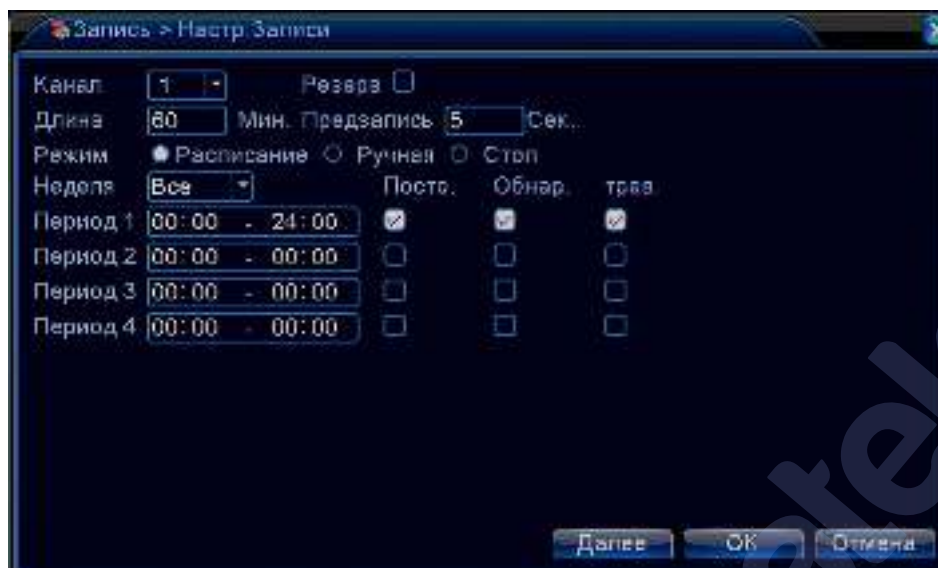 Запись > Настр.Записи
Канал 1 Резерв
Длина 60 Мин. Предзапись 5 Сек..
Режим Расписание Ручная Стоп
Неделя Все Посто. Обнар. трев.
Период 1 00:00 - 24:00
Период 2 00:00 - 00:00
Период 3 00:00 - 00:00
Период 4 00:00 - 00:00
Далее ОК Отмена